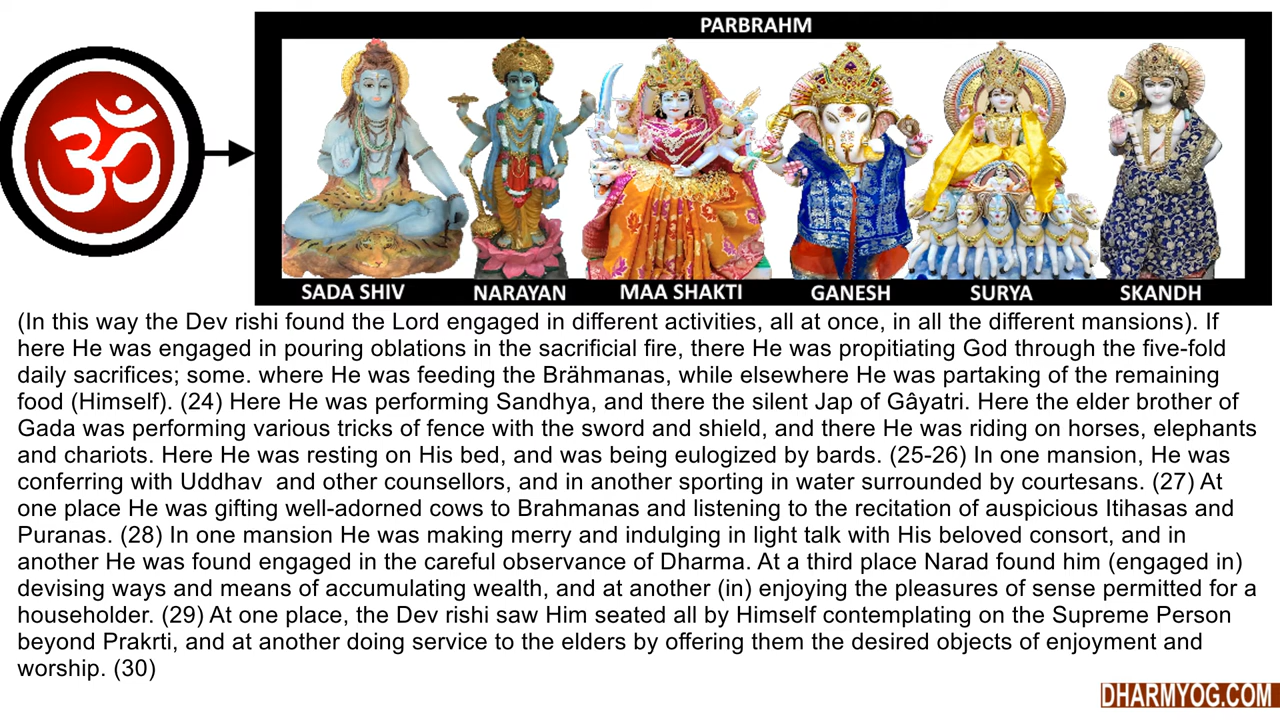 PARBRAHM
ॐ
SADA SHIV NARAYAN MAA SHAKTI GANESH SURYA SKANDH
(In this way the Dev rishi found the Lord engaged in different activities, all at once, in all the different mansions). If
here He was engaged in pouring oblations in the sacrificial fire, there He was propitiating God through the five-fold
daily sacrifices; some. where He was feeding the Brähmanas, while elsewhere He was partaking of the remaining
food (Himself). (24) Here He was performing Sandhya, and there the silent Jap of Gâyatri. Here the elder brother of
Gada was performing various tricks of fence with the sword and shield, and there He was riding on horses, elephants
and chariots. Here He was resting on His bed, and was being eulogized by bards. (25-26) In one mansion, He was
conferring with Uddhav  and other counsellors, and in another sporting in water surrounded by courtesans. (27) At
one place He was gifting well-adorned cows to Brahmanas and listening to the recitation of auspicious Itihasas and
Puranas. (28) In one mansion He was making merry and indulging in light talk with His beloved consort, and in
another He was found engaged in the careful observance of Dharma. At a third place Narad found him (engaged in)
devising ways and means of accumulating wealth, and at another (in) enjoying the pleasures of sense permitted for a
householder. (29) At one place, the Dev rishi saw Him seated all by Himself contemplating on the Supreme Person
beyond Prakrti, and at another doing service to the elders by offering them the desired objects of enjoyment and
worship. (30)
DHARMYOG.COM